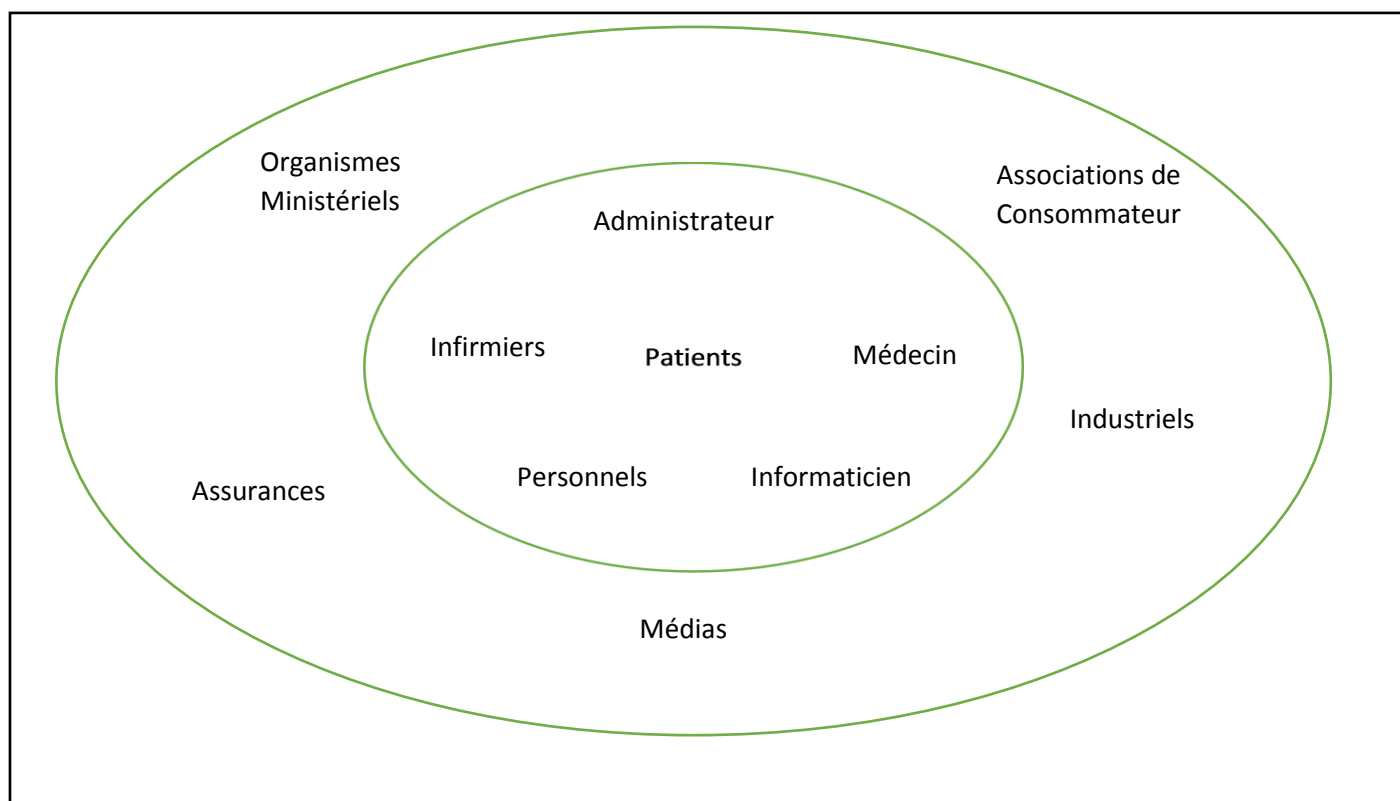 Organismes
Ministériels
Associations de
Consommateur
Administrateur
Infirmiers
Patients
Médecin
Industriels
Personnels
Informaticien
Assurances
Médias